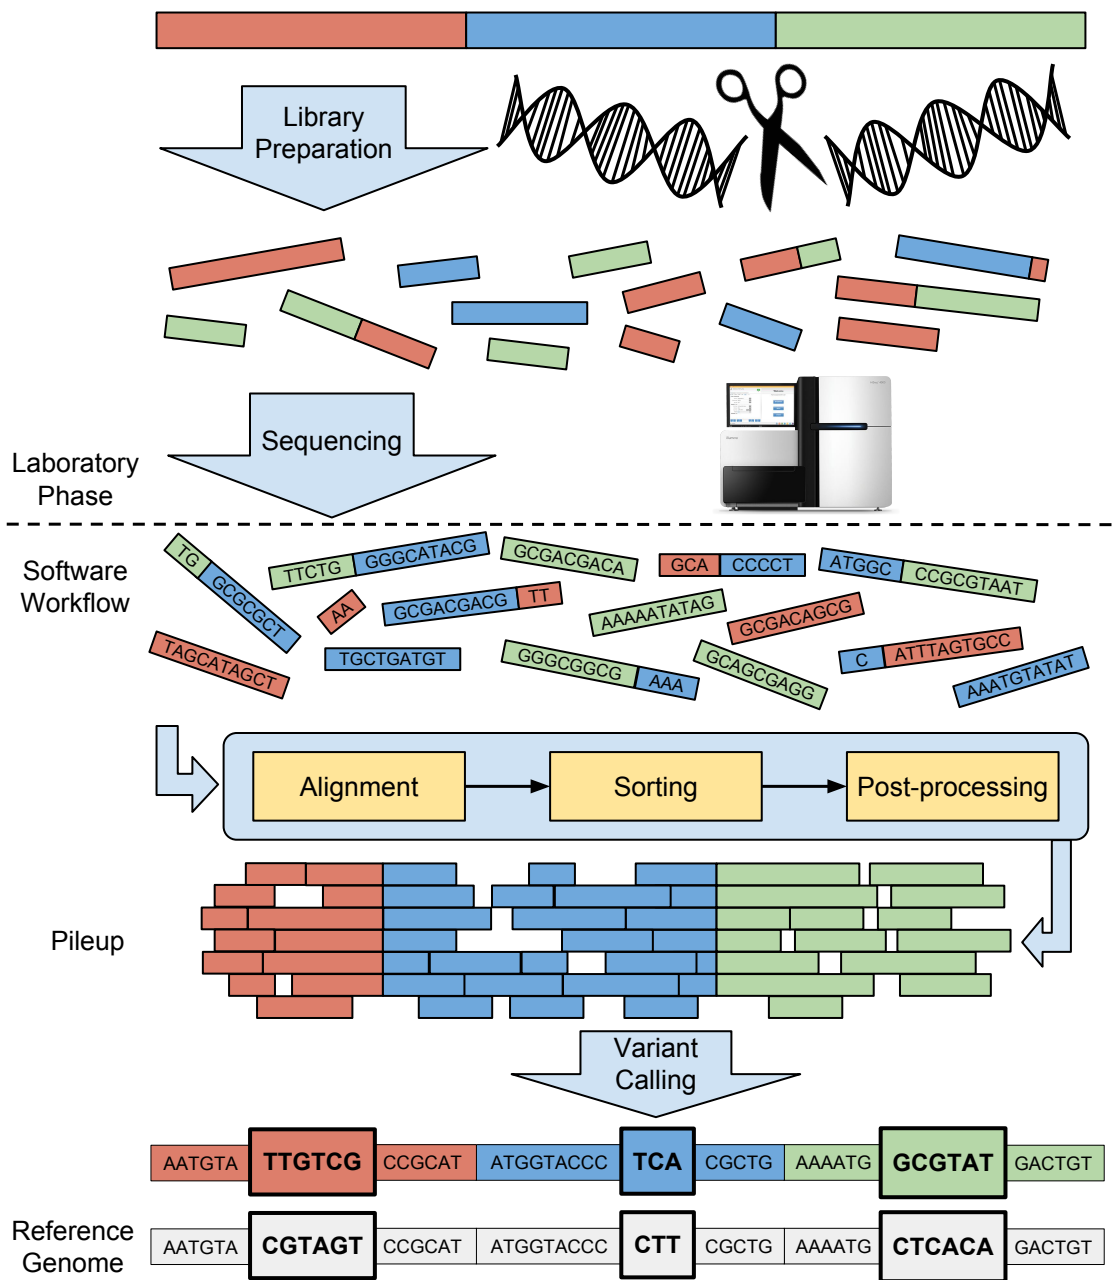 Library
Preparation
Sequencing
Laboratory
Phase
Software
Workflow
TG GCGCGCT
TTCTG GGGCATACG
GCGACGACA
GCA CCCCT
ATGGC CCGCGTAAT
AA
GCGACGACG TT
AAAAATATAG
GCGACAGCG
TAGCATAGCT
TGCTGATGT
GGGCGGCG AAA
GCAGCGAGG
C ATTTAGTGCC
AAATGTATAT
Alignment
Sorting
Post-processing
Pileup
Variant
Calling
AATGTA TTGTCG CCGCAT ATGGTACCC TCA CGCTG AAAATG GCGTAT GACTGT
Reference
Genome
AATGTA CGTAGT CCGCAT ATGGTACCC CTT CGCTG AAAATG CTCACA GACTGT